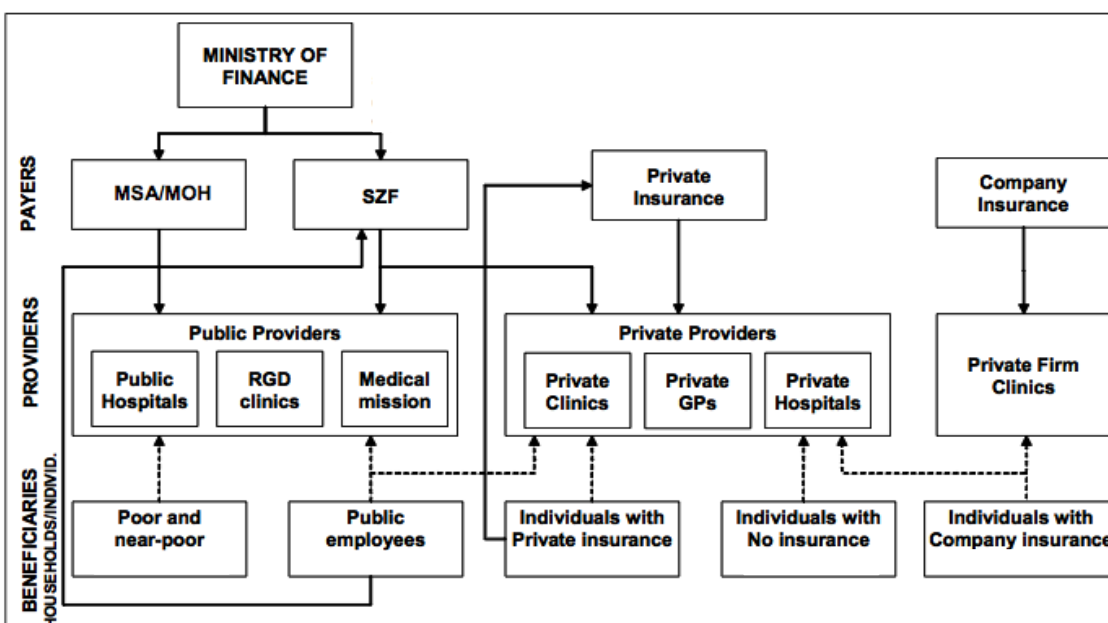 MINISTRY OF
FINANCE
PAYERS
MSA/MOH
SZF
Private
Insurance
Company
Insurance
PROVIDERS
Public Providers
Public
Hospitals
RGD
clinics
Medical
mission
Private Providers
Private
Clinics
Private
GPs
Private
Hospitals
Private Firm
Clinics
BENEFICIARIES
HOUSEHOLDS/INDIVID.
Poor and
near-poor
Public
employees
Individuals with
Private insurance
Individuals with
No insurance
Individuals with
Company insurance